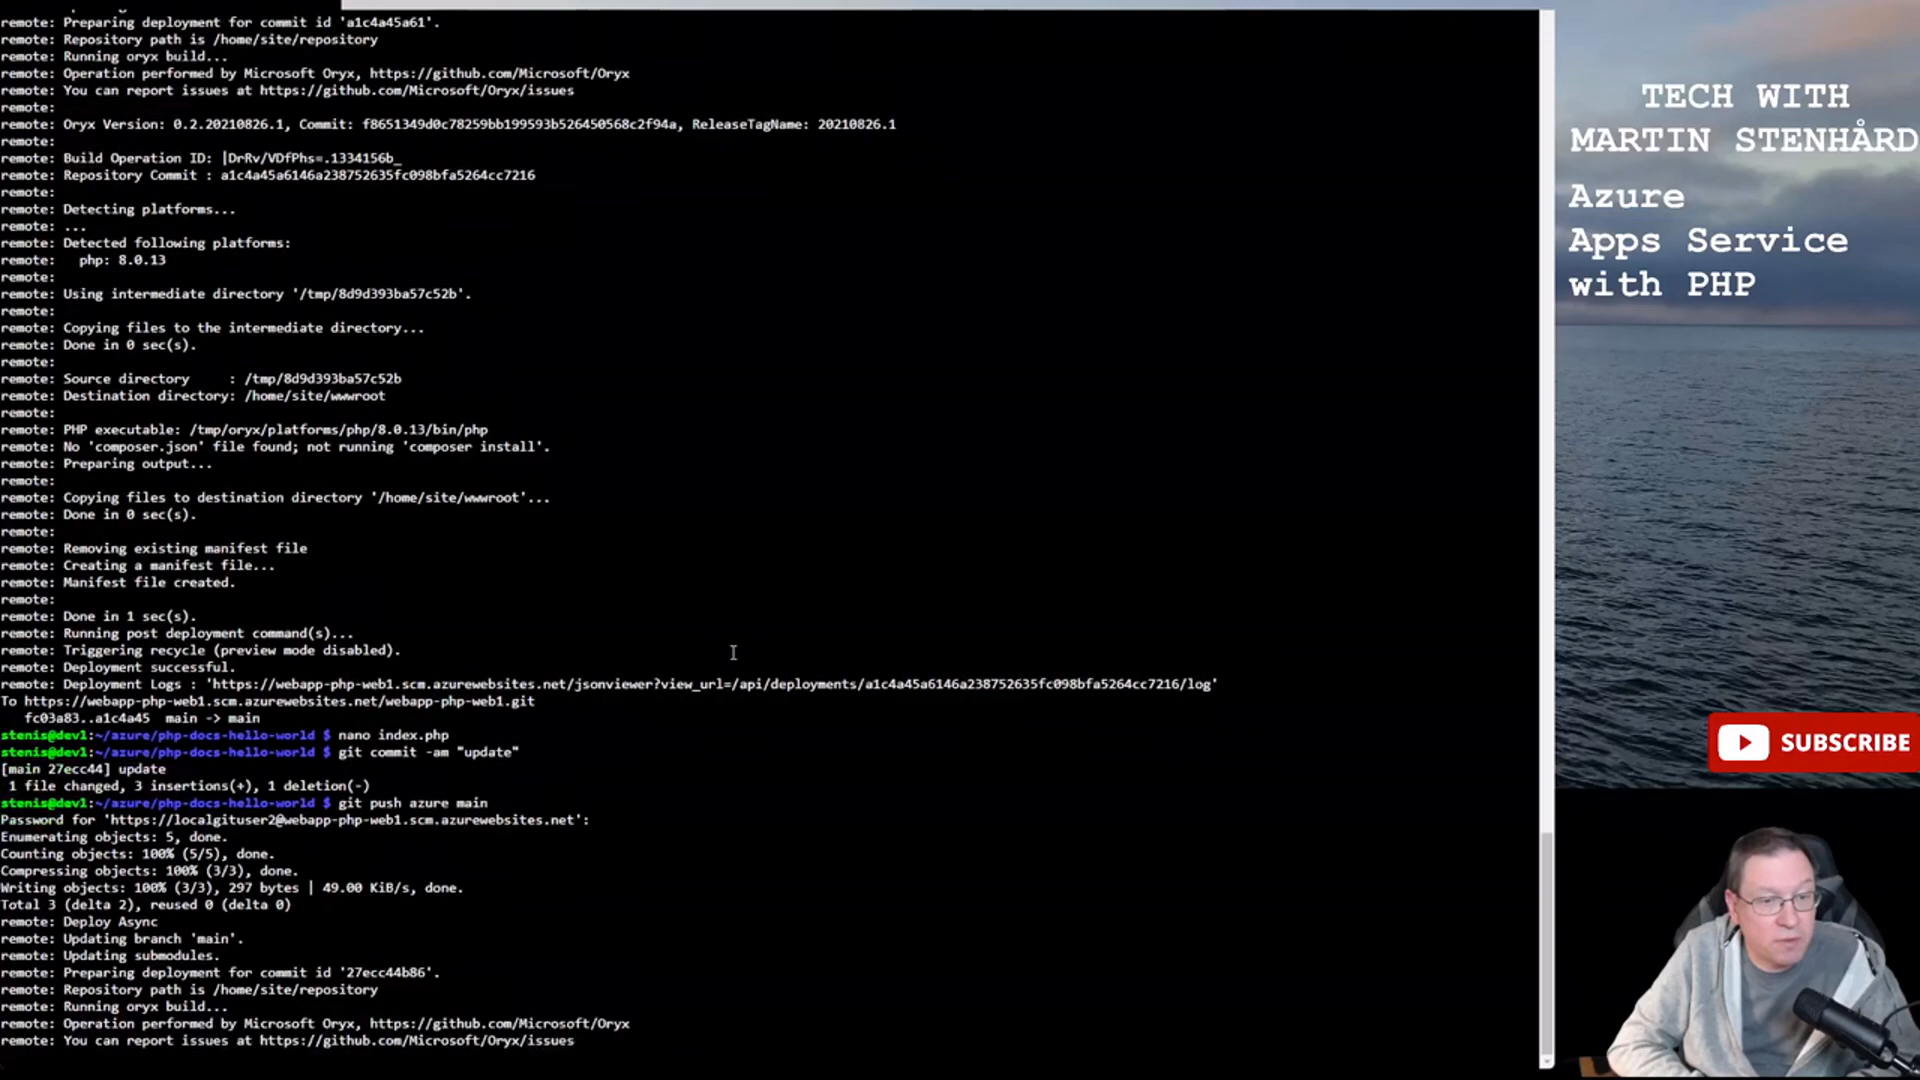 remote: Preparing deployment for commit id 'a1c4a45a61'.
remote: Repository path is /home/site/repository
remote: Running oryx build...
remote: Operation performed by Microsoft Oryx, https://github.com/Microsoft/Oryx
remote: You can report issues at https://github.com/Microsoft/Oryx/issues
remote:
remote: Oryx Version: 0.2.20210826.1, Commit: f8651349d0c78259bb199593b526450568c2f94a, ReleaseTagName: 20210826.1
remote:
remote: Build Operation ID: |DrRv/VDfPhs=.1334156b_
remote: Repository Commit : a1c4a45a6146a238752635fc098bfa5264cc7216
remote:
remote: Detecting platforms...
remote: ...
remote: Detected following platforms:
remote:   php: 8.0.13
remote:
remote: Using intermediate directory '/tmp/8d9d393ba57c52b'.
remote:
remote: Copying files to the intermediate directory...
remote: Done in 0 sec(s).
remote:
remote: Source directory     : /tmp/8d9d393ba57c52b
remote: Destination directory: /home/site/wwwroot
remote:
remote: PHP executable: /tmp/oryx/platforms/php/8.0.13/bin/php
remote: No 'composer.json' file found; not running 'composer install'.
remote: Preparing output...
remote:
remote: Copying files to destination directory '/home/site/wwwroot'...
remote: Done in 0 sec(s).
remote:
remote: Removing existing manifest file
remote: Creating a manifest file...
remote: Manifest file created.
remote:
remote: Done in 1 sec(s).
remote: Running post deployment command(s)...
remote: Triggering recycle (preview mode disabled).
remote: Deployment successful.
remote: Deployment Logs : 'https://webapp-php-web1.scm.azurewebsites.net/jsonviewer?view_url=/api/deployments/a1c4a45a6146a238752635fc098bfa5264cc7216/log'
To https://webapp-php-web1.scm.azurewebsites.net/webapp-php-web1.git
   fc03a83..a1c4a45  main -> main
stenis@dev1:~/azure/php-docs-hello-world $ nano index.php
stenis@dev1:~/azure/php-docs-hello-world $ git commit -am "update"
[main 27ecc44] update
 1 file changed, 3 insertions(+), 1 deletion(-)
stenis@dev1:~/azure/php-docs-hello-world $ git push azure main
Password for 'https://localgituser2@webapp-php-web1.scm.azurewebsites.net':
Enumerating objects: 5, done.
Counting objects: 100% (5/5), done.
Compressing objects: 100% (3/3), done.
Writing objects: 100% (3/3), 297 bytes | 49.00 KiB/s, done.
Total 3 (delta 2), reused 0 (delta 0)
remote: Deploy Async
remote: Updating branch 'main'.
remote: Updating submodules.
remote: Preparing deployment for commit id '27ecc44b86'.
remote: Repository path is /home/site/repository
remote: Running oryx build...
remote: Operation performed by Microsoft Oryx, https://github.com/Microsoft/Oryx
remote: You can report issues at https://github.com/Microsoft/Oryx/issues
TECH WITH
MARTIN STENHÅRD
Azure
Apps Service
with PHP
SUBSCRIBE